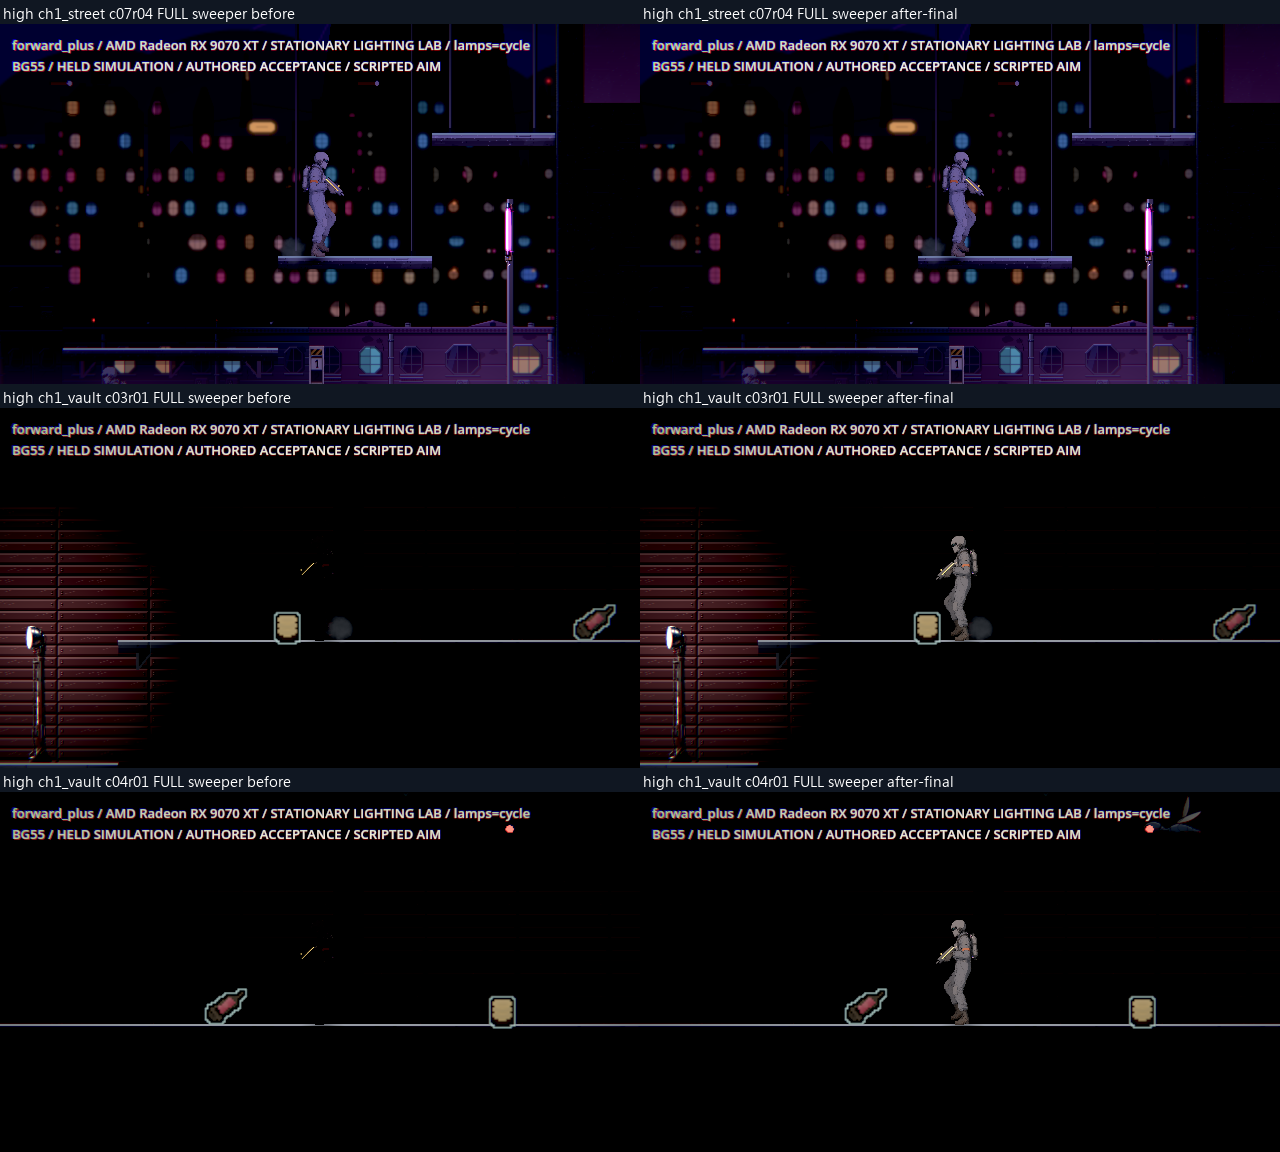 high ch1_street c07r04 FULL sweeper before
high ch1_street c07r04 FULL sweeper after-final
forward_plus / AMD Radeon RX 9070 XT / STATIONARY LIGHTING LAB / lamps=cycle
BG55 / HELD SIMULATION / AUTHORED ACCEPTANCE / SCRIPTED AIM
forward_plus / AMD Radeon RX 9070 XT / STATIONARY LIGHTING LAB / lamps=cycle
BG55 / HELD SIMULATION / AUTHORED ACCEPTANCE / SCRIPTED AIM
1
1
high ch1_vault c03r01 FULL sweeper before
high ch1_vault c03r01 FULL sweeper after-final
forward_plus / AMD Radeon RX 9070 XT / STATIONARY LIGHTING LAB / lamps=cycle
BG55 / HELD SIMULATION / AUTHORED ACCEPTANCE / SCRIPTED AIM
forward_plus / AMD Radeon RX 9070 XT / STATIONARY LIGHTING LAB / lamps=cycle
BG55 / HELD SIMULATION / AUTHORED ACCEPTANCE / SCRIPTED AIM
high ch1_vault c04r01 FULL sweeper before
high ch1_vault c04r01 FULL sweeper after-final
forward_plus / AMD Radeon RX 9070 XT / STATIONARY LIGHTING LAB / lamps=cycle
BG55 / HELD SIMULATION / AUTHORED ACCEPTANCE / SCRIPTED AIM
forward_plus / AMD Radeon RX 9070 XT / STATIONARY LIGHTING LAB / lamps=cycle
BG55 / HELD SIMULATION / AUTHORED ACCEPTANCE / SCRIPTED AIM